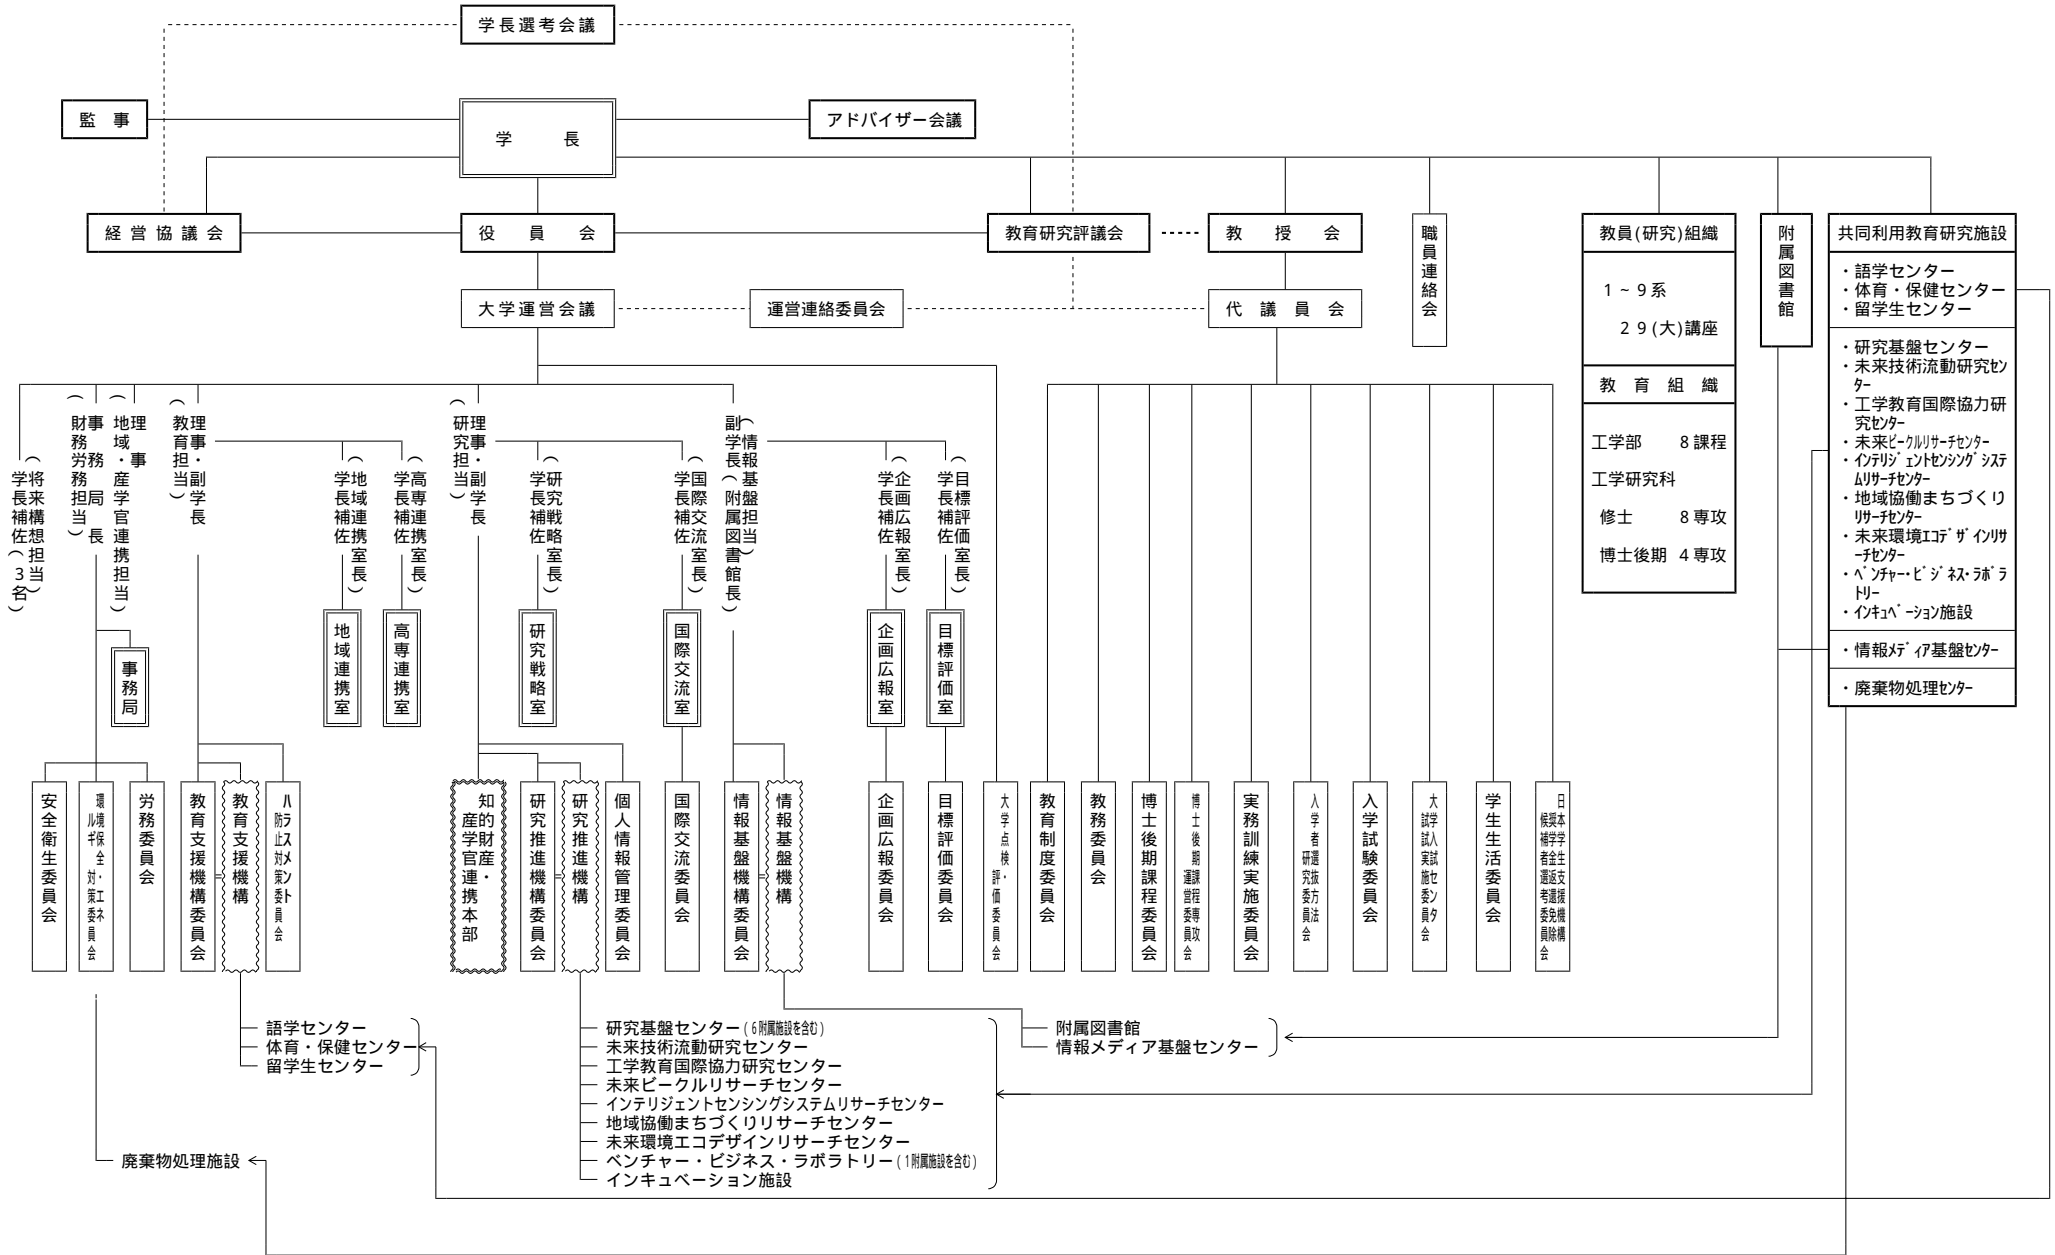 学長選考会議
監　事
学　　長
アドバイザー会議
経営協議会
役　員　会
教育研究評議会
教　授　会
職員連絡会
教員(研究)組織
附属図書館
共同利用教育研究施設
大学運営会議
運営連絡委員会
代議員会
1～9系
29(大)講座
教　育　組　織
工学部　8課程
工学研究科
修士　8専攻
博士後期　4専攻
・語学センター
・体育・保健センター
・留学生センター
・研究基盤センター
・未来技術流動研究セン
ター
・工学教育国際協力研
究センター
・未来ビークルリサーチセンター
・インテリジェントセンシングシステ
ムリサーチセンター
・地域協働まちづくり
リサーチセンター
・未来環境エコデザインリサ
ーチセンター
・ベンチャー・ビジネス・ラボラ
トリー
・インキュベーション施設
・情報メディア基盤センター
・廃棄物処理センター
学長補佐(3名)
(将来構想担当)
事務局長
(財務労務担当)
理事
(地域・産学官連携担当)
理事・副学長
(教育担当)
学長補佐
(地域連携室長)
学長補佐
(高専連携室長)
理事・副学長
(研究担当)
学長補佐
(研究戦略室長)
学長補佐
(国際交流室長)
副学長(附属図書館長)
(情報基盤担当)
学長補佐
(企画広報室長)
学長補佐
(目標評価室長)
事務局
地域連携室
高専連携室
研究戦略室
国際交流室
企画広報室
目標評価室
安全衛生委員会
環境保全・エネ
ルギ対策委員会
労務委員会
教育支援機構委員会
＝
教育支援機構
ハラスメント
防止対策委員会
知的財産・
産学官連携本部
研究推進機構委員会
＝
研究推進機構
個人情報管理委員会
国際交流委員会
情報基盤機構委員会
＝
情報基盤機構
企画広報委員会
目標評価委員会
大学点検・評価委員会
教育制度委員会
教務委員会
博士後期課程委員会
博士後期課程専攻
運営委員会
実務訓練実施委員会
入学者選抜方法
研究委員会
入学試験委員会
大学入試センタ
試験実施委員会
学生生活委員会
日本学生支援機構
奨学金返還免除
候補者選考委員会
語学センター
体育・保健センター
留学生センター
研究基盤センター(6附属施設を含む)
未来技術流動研究センター
工学教育国際協力研究センター
未来ビークルリサーチセンター
インテリジェントセンシングシステムリサーチセンター
地域協働まちづくりリサーチセンター
未来環境エコデザインリサーチセンター
ベンチャー・ビジネス・ラボラトリー(1附属施設を含む)
インキュベーション施設
附属図書館
情報メディア基盤センター
廃棄物処理施設